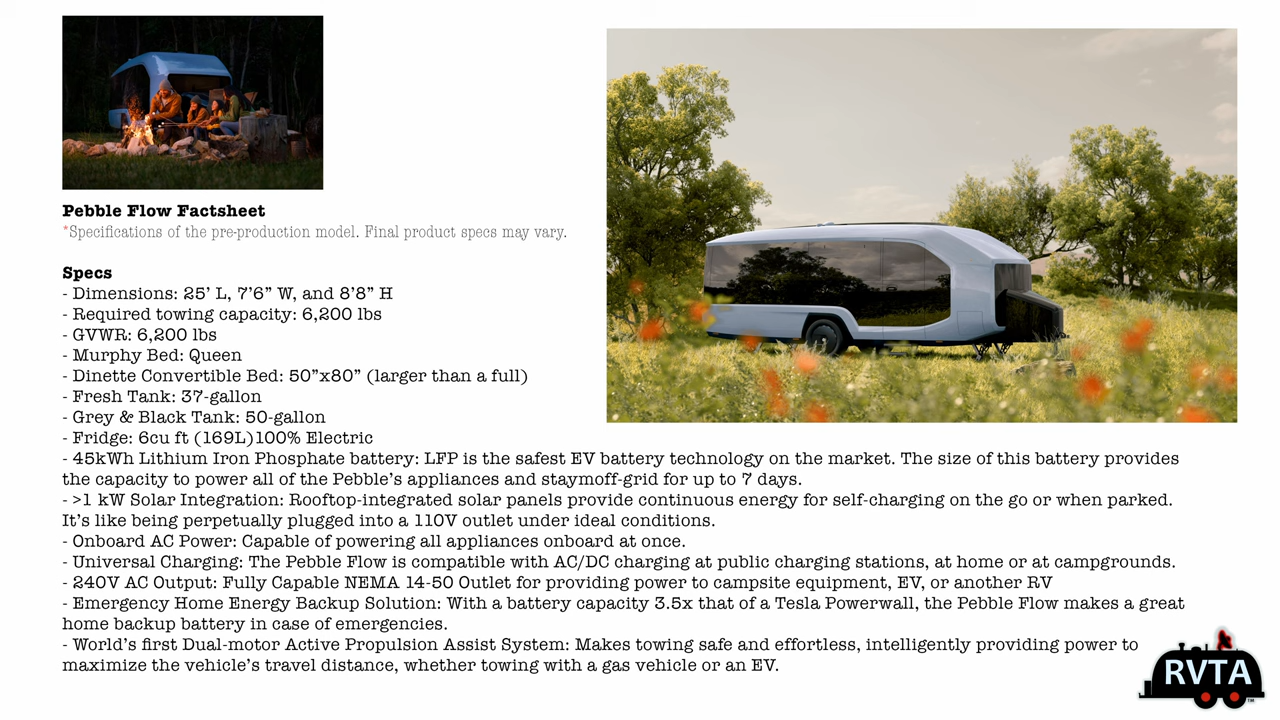 Pebble Flow Factsheet
*Specifications of the pre-production model. Final product specs may vary.
Specs
- Dimensions: 25’ L, 7’6” W, and 8’8” H
- Required towing capacity: 6,200 lbs
- GVWR: 6,200 lbs
- Murphy Bed: Queen
- Dinette Convertible Bed: 50”x80” (larger than a full)
- Fresh Tank: 37-gallon
- Grey & Black Tank: 50-gallon
- Fridge: 6cu ft (169L)100% Electric
- 45kWh Lithium Iron Phosphate battery: LFP is the safest EV battery technology on the market. The size of this battery provides
the capacity to power all of the Pebble’s appliances and staymoff-grid for up to 7 days.
- >1 kW Solar Integration: Rooftop-integrated solar panels provide continuous energy for self-charging on the go or when parked.
It’s like being perpetually plugged into a 110V outlet under ideal conditions.
- Onboard AC Power: Capable of powering all appliances onboard at once.
- Universal Charging: The Pebble Flow is compatible with AC/DC charging at public charging stations, at home or at campgrounds.
- 240V AC Output: Fully Capable NEMA 14-50 Outlet for providing power to campsite equipment, EV, or another RV
- Emergency Home Energy Backup Solution: With a battery capacity 3.5x that of a Tesla Powerwall, the Pebble Flow makes a great
home backup battery in case of emergencies.
- World’s first Dual-motor Active Propulsion Assist System: Makes towing safe and effortless, intelligently providing power to
maximize the vehicle’s travel distance, whether towing with a gas vehicle or an EV.
RVTA
TM